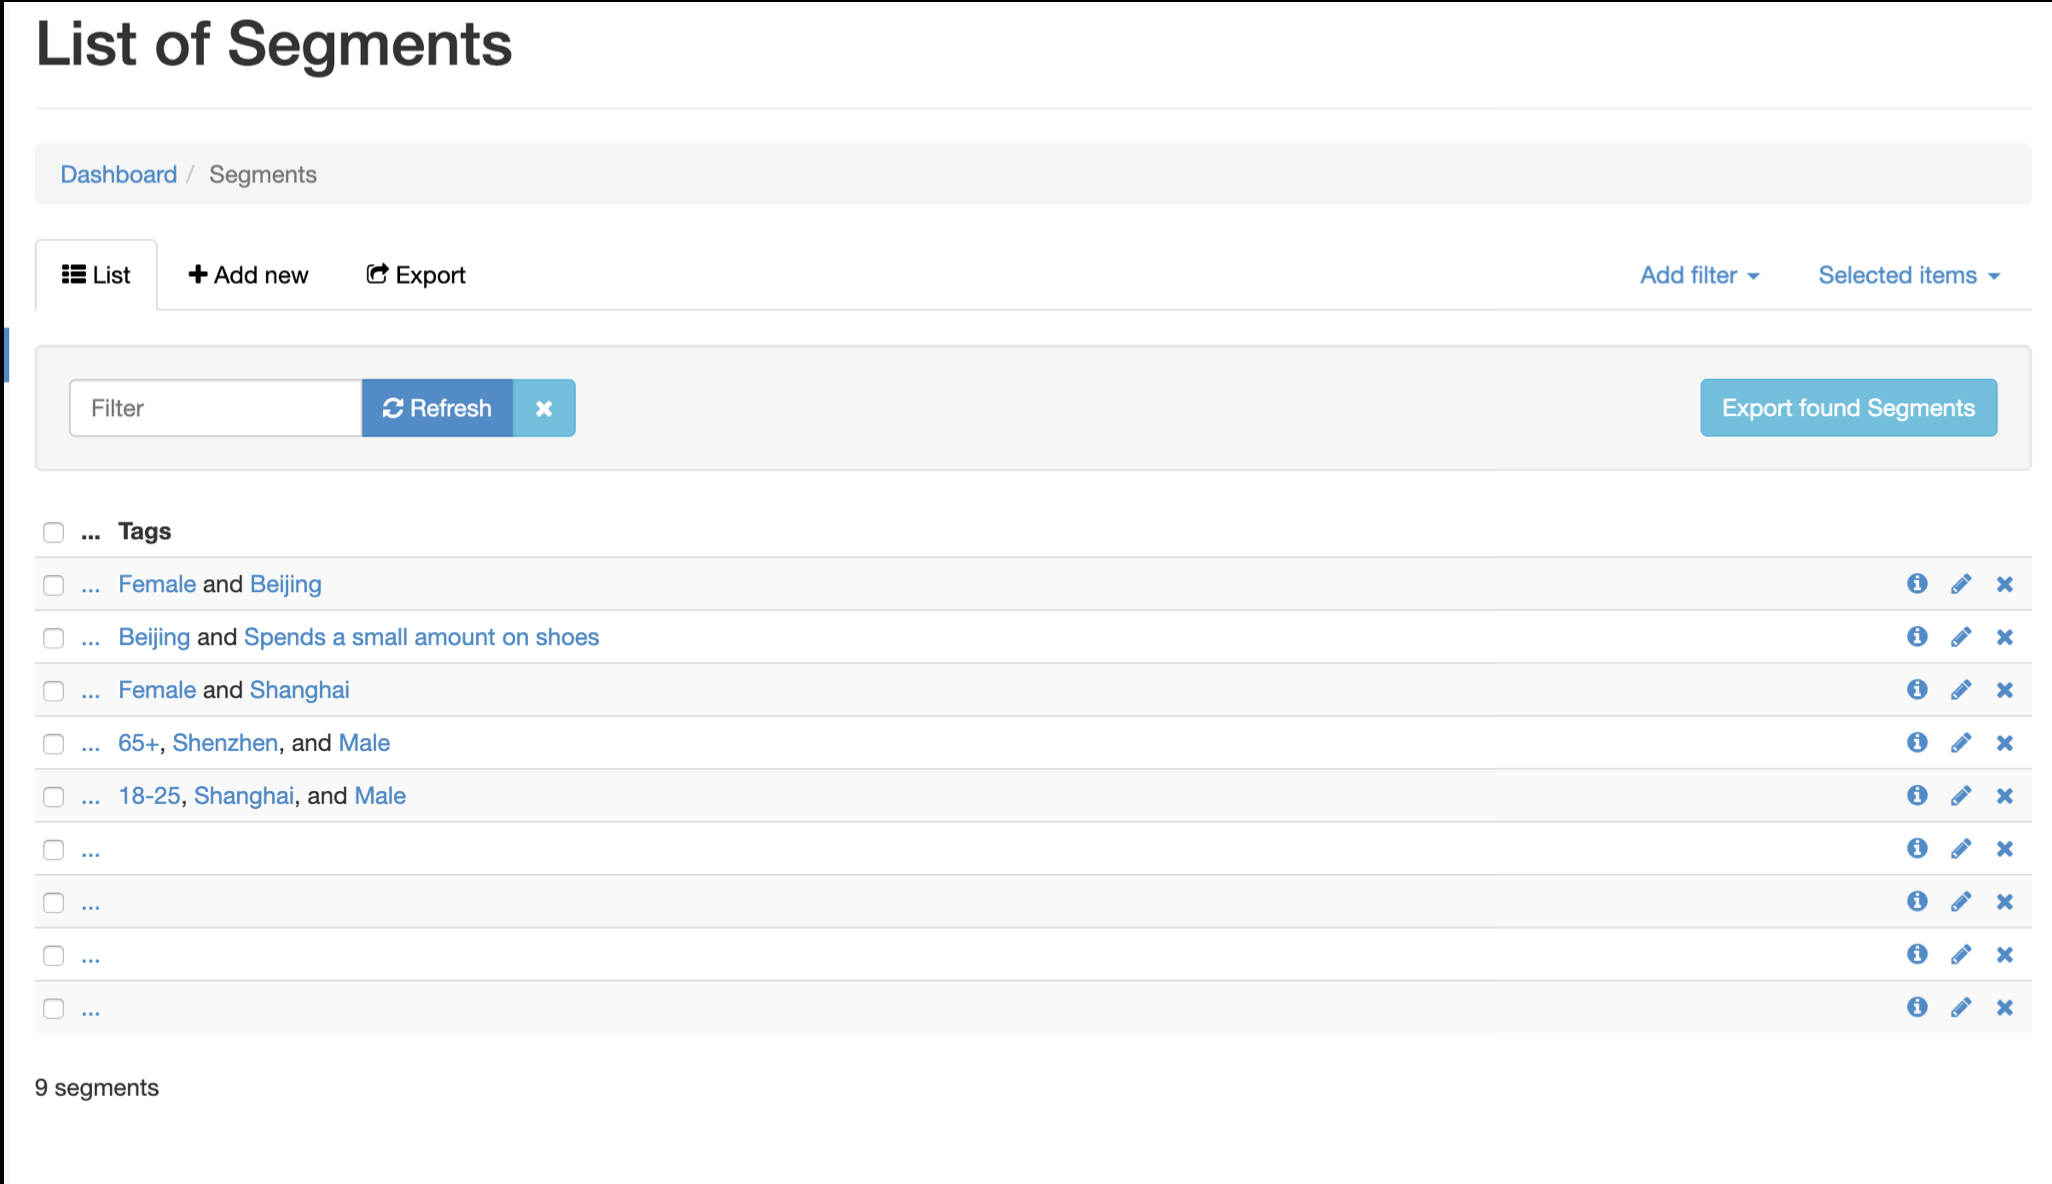 List of Segments
Dashboard / Segments
List Add new Export Add filter Selected items
Filter Refresh Export found Segments
... Tags
... Female and Beijing
... Beijing and Spends a small amount on shoes
... Female and Shanghai
... 65+, Shenzhen, and Male
... 18-25, Shanghai, and Male
...
...
...
...
9 segments